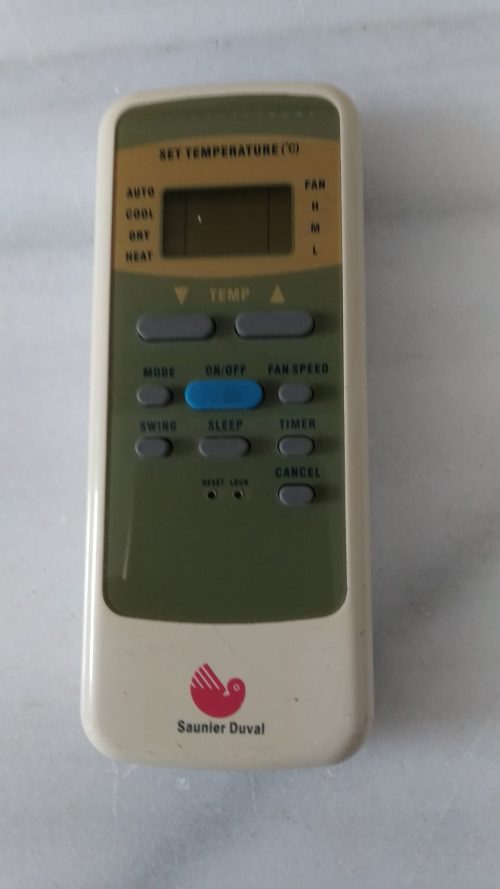 SET TEMPERATURE (°C)
AUTO
COOL
DRY
HEAT
FAN
H
M
L
▼ TEMP ▲
MODE ON/OFF FAN SPEED
SWING SLEEP TIMER
RESET LOCK CANCEL
Saunier Duval